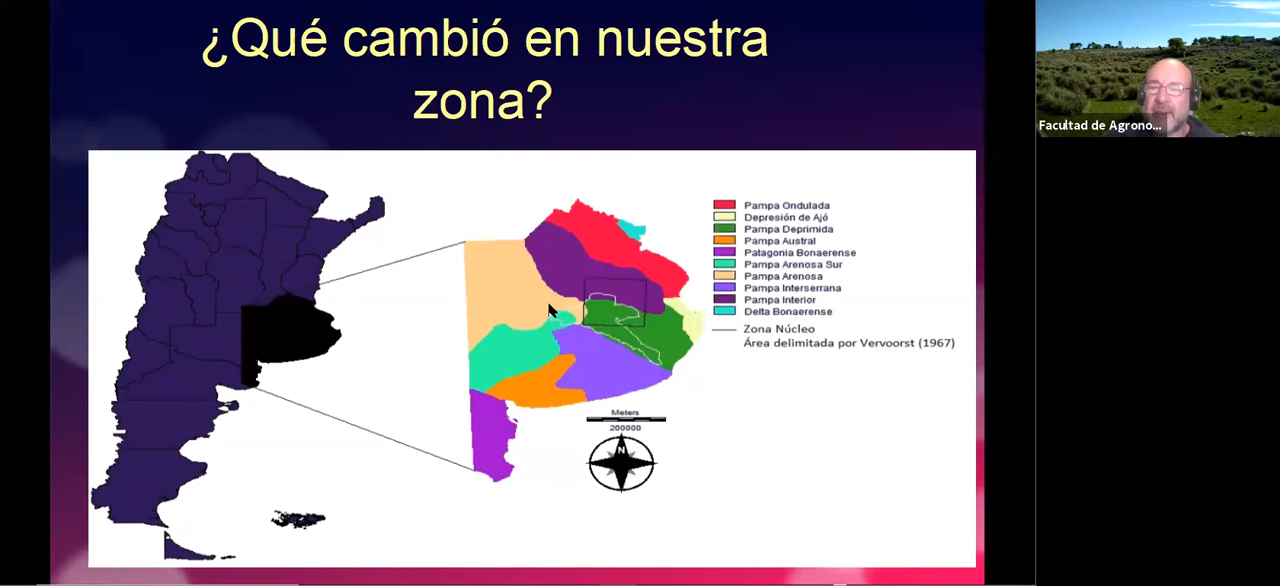 ¿Qué cambió en nuestra
zona?
Facultad de Agrono...
Pampa Ondulada
Depresión de Ajó
Pampa Deprimida
Pampa Austral
Patagonia Bonaerense
Pampa Arenosa Sur
Pampa Arenosa
Pampa Interserrana
Pampa Interior
Delta Bonaerense
Zona Núcleo
Área delimitada por Vervoorst (1967)
Meters
200000
N